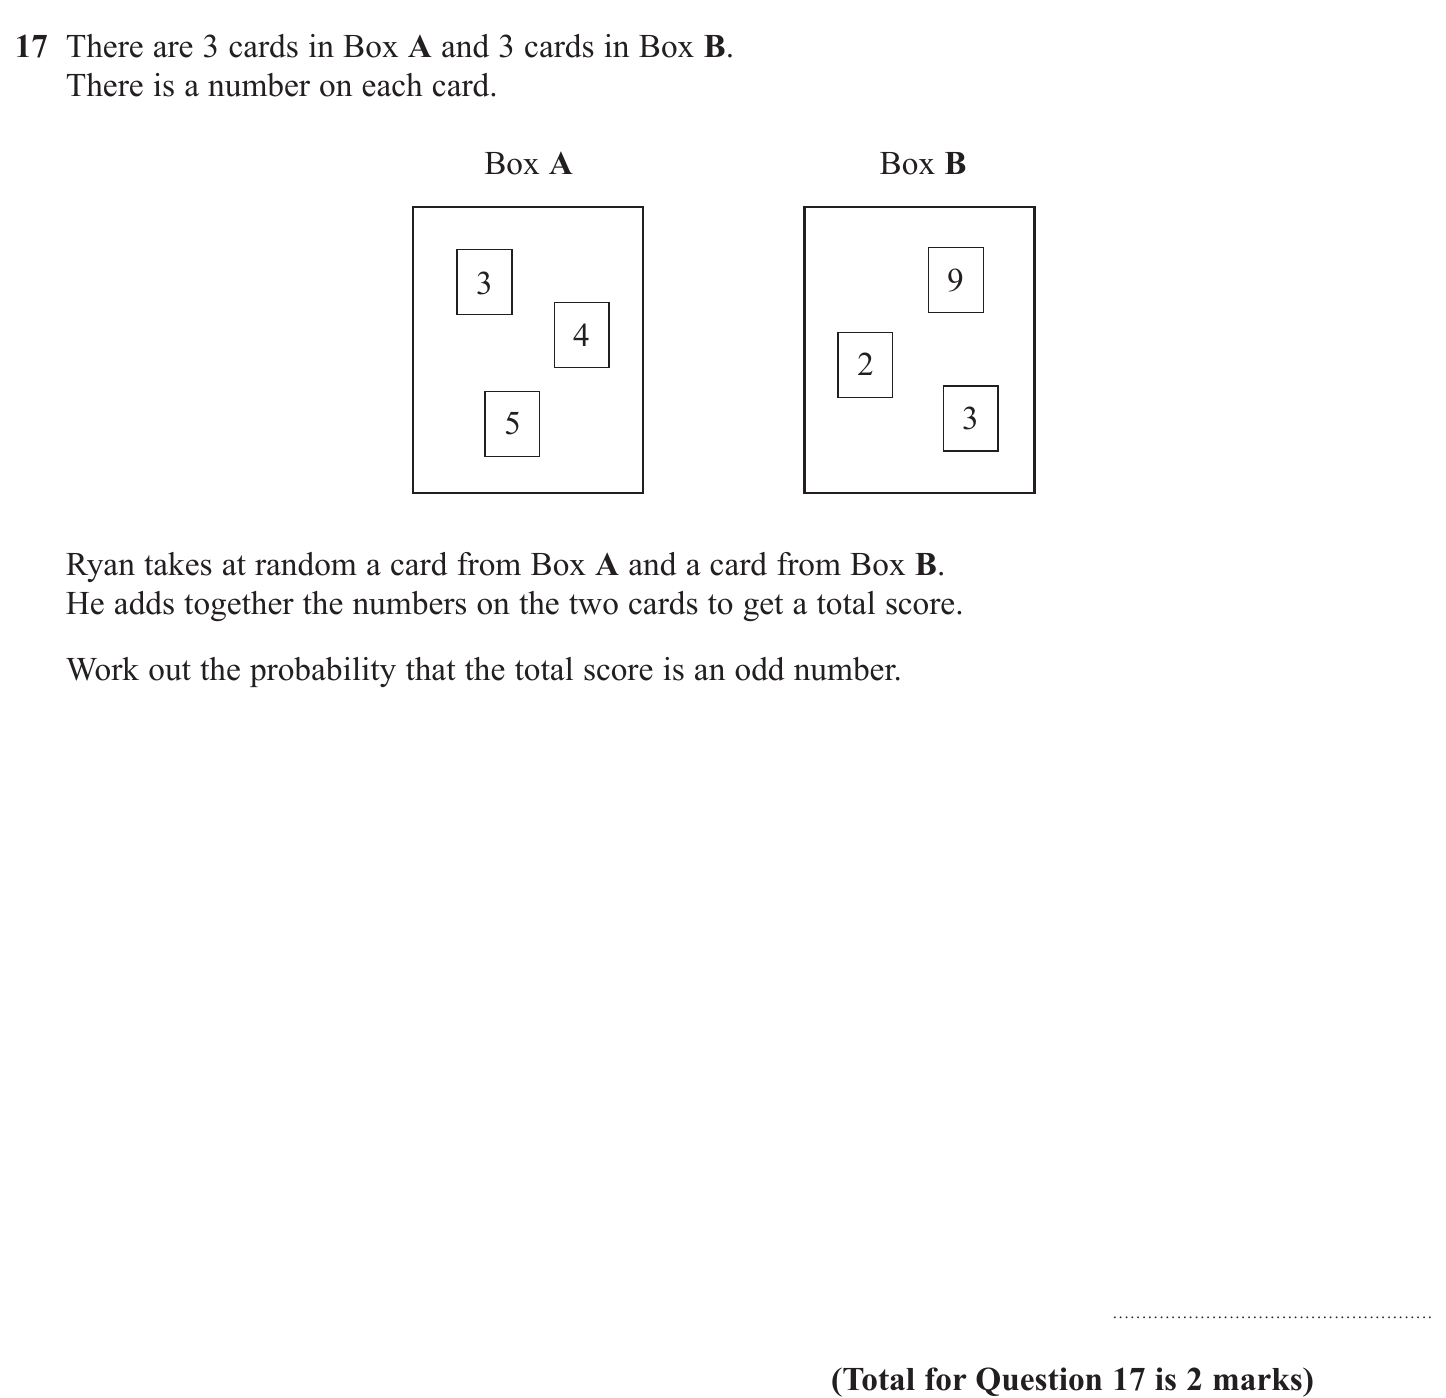 17 There are 3 cards in Box A and 3 cards in Box B.
There is a number on each card.
Box A
Box B
3
4
5
9
2
3
Ryan takes at random a card from Box A and a card from Box B.
He adds together the numbers on the two cards to get a total score.
Work out the probability that the total score is an odd number.
(Total for Question 17 is 2 marks)